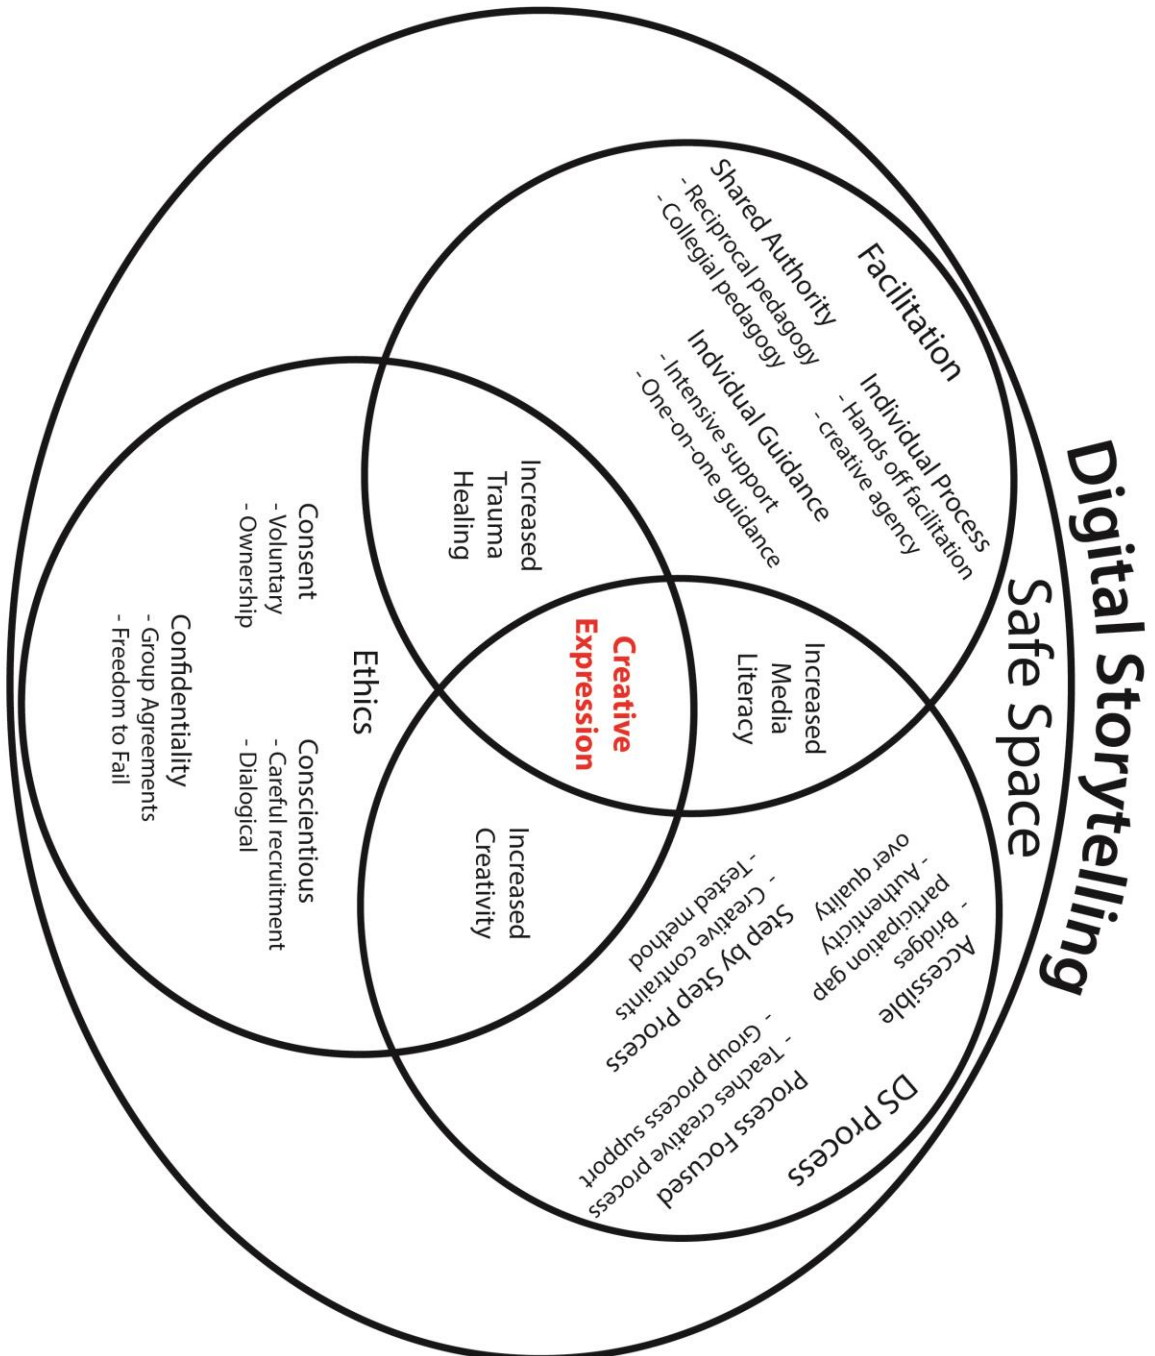 Digital Storytelling
Safe Space
Facilitation
Shared Authority
- Reciprocal pedagogy
- Collegial pedagogy
Individual Process
- Hands off facilitation
- creative agency
Indvidual Guidance
- Intensive support
- One-on-one guidance
DS Process
Accessible
- Bridges
participation gap
- Authenticity
over quality
Step by Step Process
- Creative contraints
- Tested method
Process Focused
- Teaches creative process
- Group process support
Increased
Media
Literacy
Creative
Expression
Increased
Trauma
Healing
Increased
Creativity
Ethics
Consent
- Voluntary
- Ownership
Conscientious
- Careful recruitment
- Dialogical
Confidentiality
- Group Agreements
- Freedom to Fail